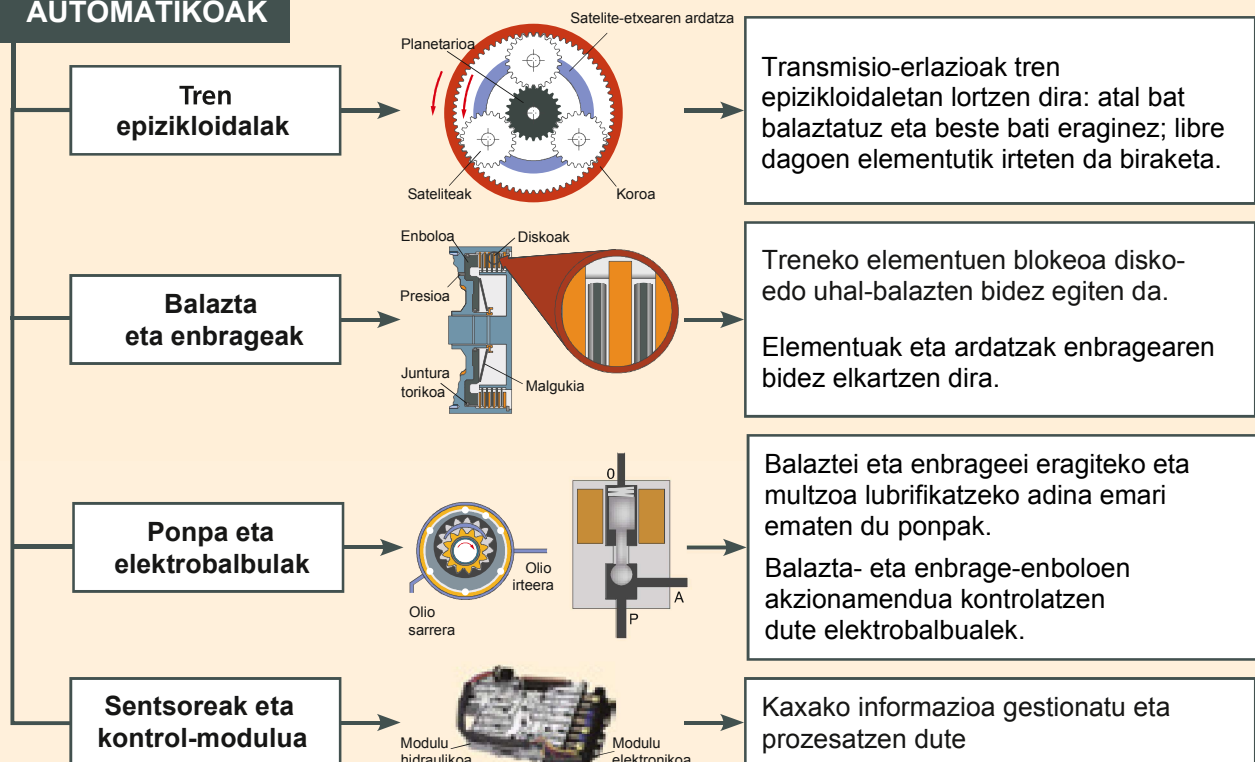 AUTOMATIKOAK
Tren
epizikloidalak
Satelite-etxearen ardatza
Planetarioa
Sateliteak
Koroa
Transmisio-erlazioak tren
epizikloidaletan lortzen dira: atal bat
balaztatuz eta beste bati eraginez; libre
dagoen elementutik irteten da biraketa.
Balazta
eta enbrageak
Enboloa
Diskoak
Presioa
Juntura
torikoa
Malgukia
Treneko elementuen blokeoa disko-
edo uhal-balazten bidez egiten da.
Elementuak eta ardatzak enbragearen
bidez elkartzen dira.
Ponpa eta
elektrobalbulak
Olio
irteera
Olio
sarrera
0
A
P
Balaztei eta enbrageei eragiteko eta
multzoa lubrifikatzeko adina emari
ematen du ponpak.
Balazta- eta enbrage-enboloen
akzionamendua kontrolatzen
dute elektrobalbualek.
Sentsoreak eta
kontrol-modulua
Modulu
hidraulikoa
Modulu
elektronikoa
Kaxako informazioa gestionatu eta
prozesatzen dute